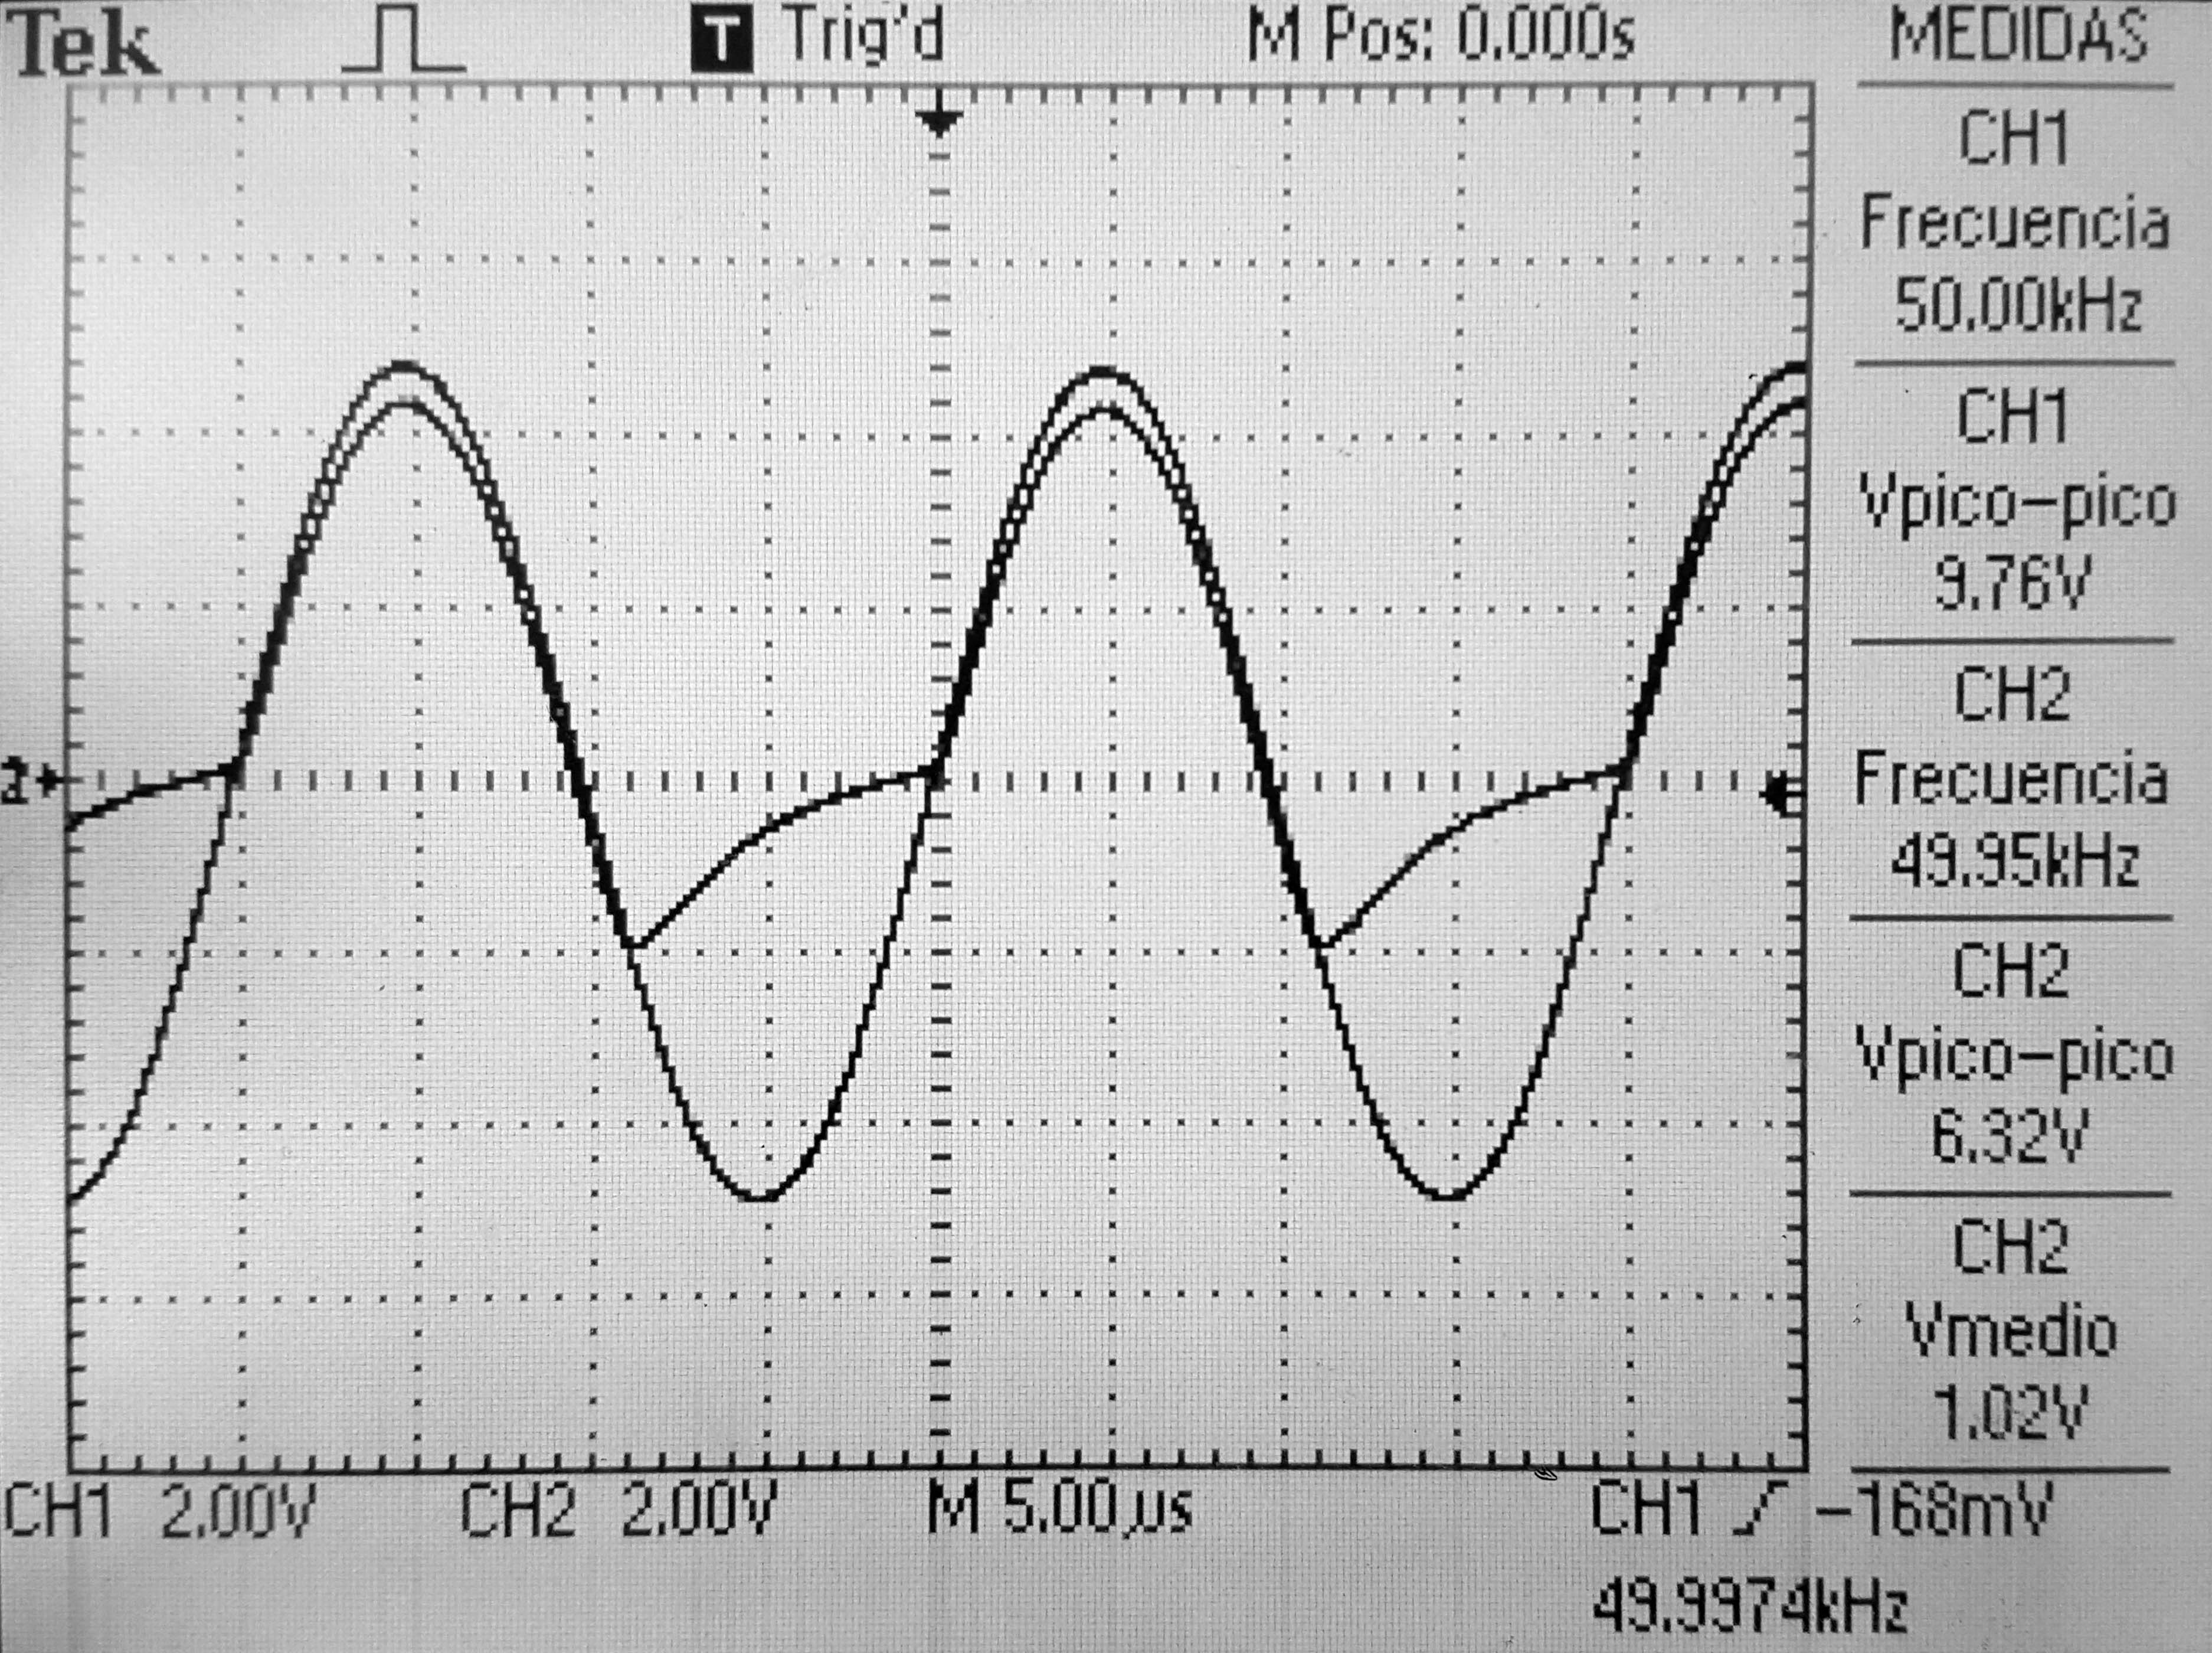 Tek T Trig'd M Pos: 0.000s MEDIDAS
CH1
Frecuencia
50.00kHz
CH1
Vpico-pico
9.76V
2
CH2
Frecuencia
49.95kHz
CH2
Vpico-pico
6.32V
CH2
Vmedio
1.02V
CH1 2.00V CH2 2.00V M 5.00µs CH1 -168mV
49.9974kHz